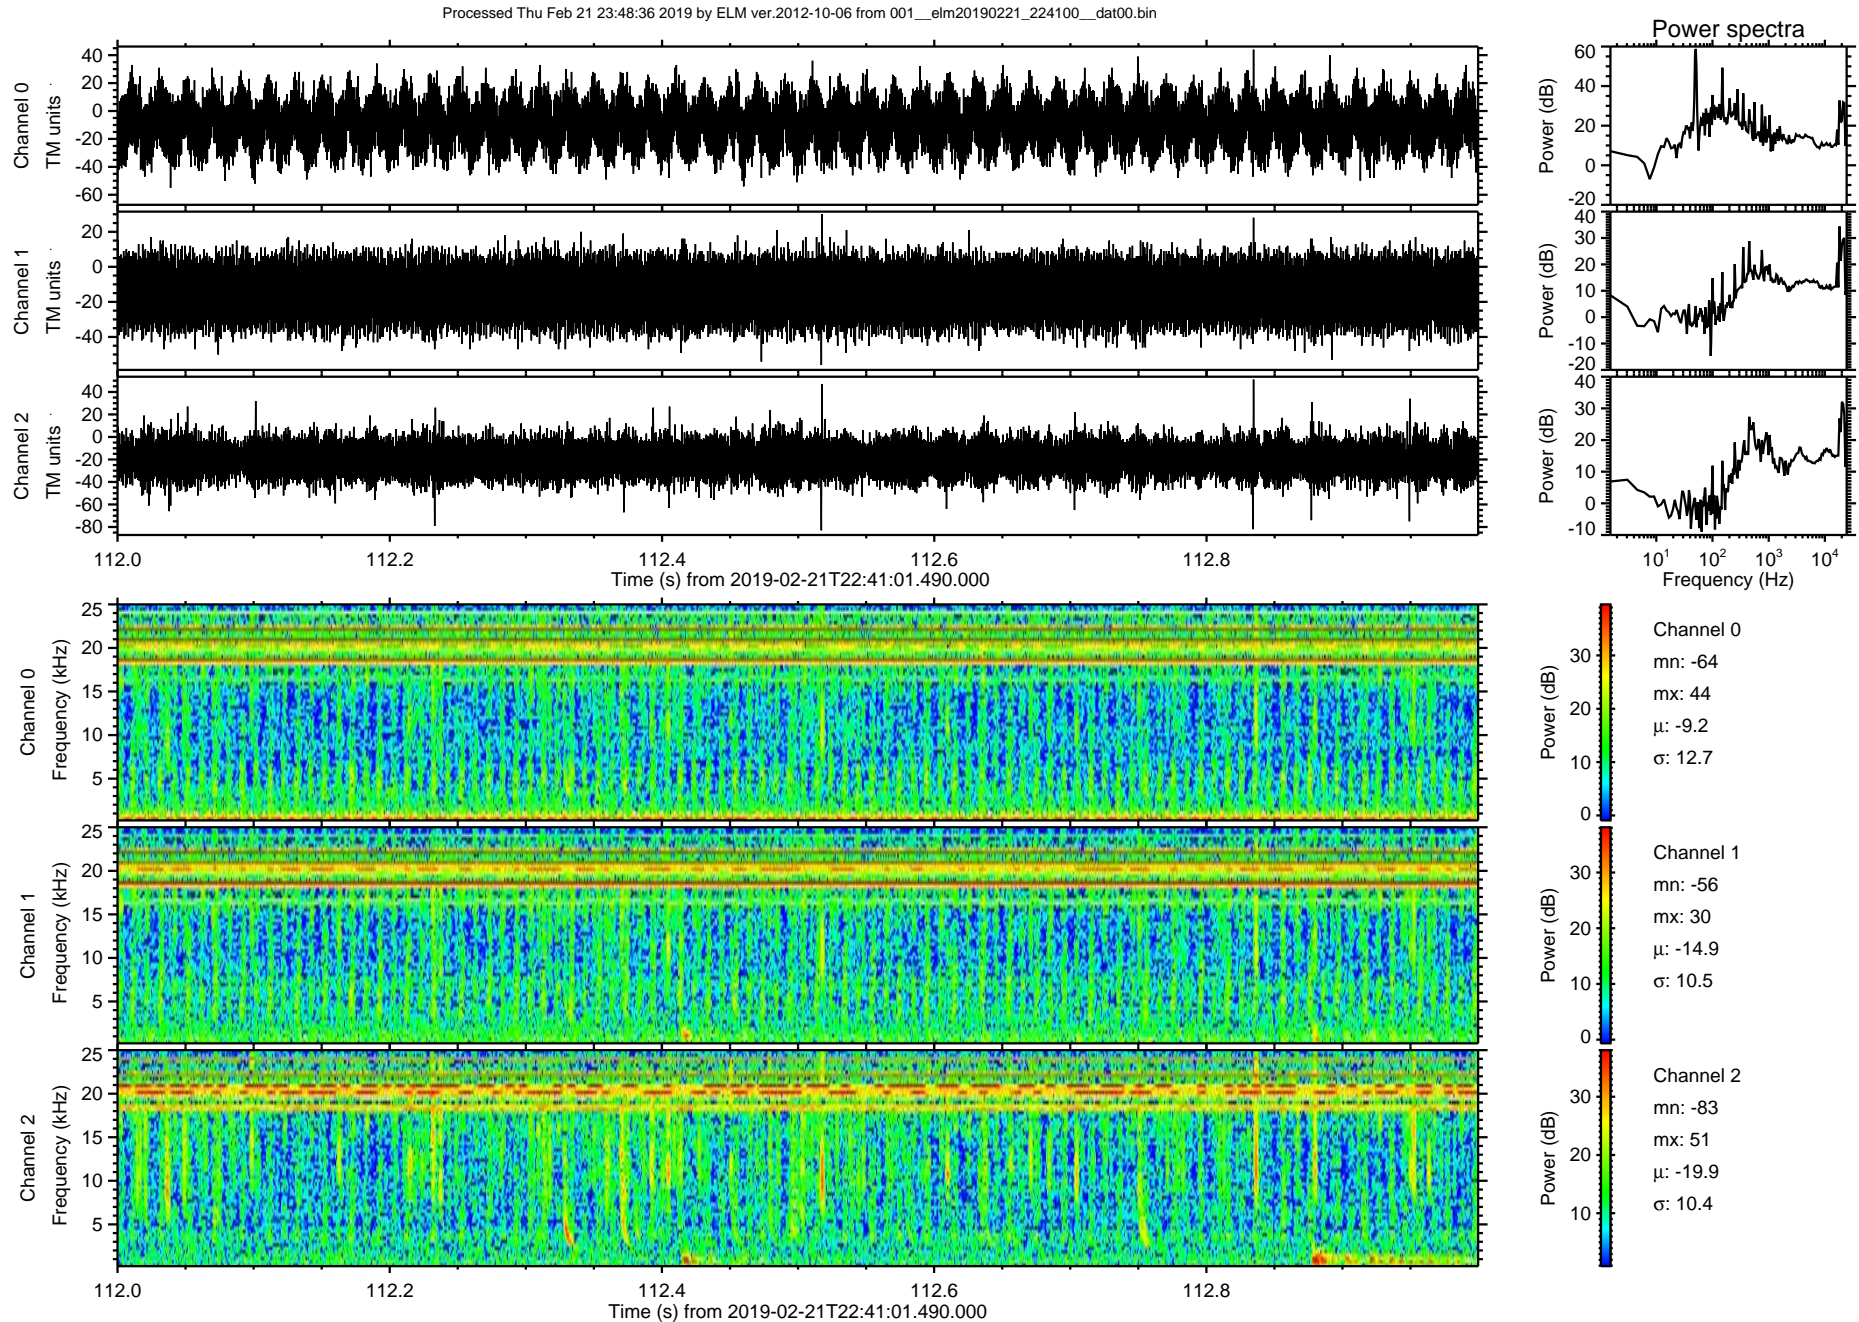 Processed Thu Feb 21 23:48:36 2019 by ELM ver.2012-10-06 from 001__elm20190221_224100__dat00.bin
Power spectra
Channel 0
TM units
40
20
0
-20
-40
-60
Power (dB)
60
40
20
0
-20
Channel 1
TM units
20
0
-20
-40
Power (dB)
40
30
20
10
0
-10
-20
Channel 2
TM units
40
20
0
-20
-40
-60
-80
Power (dB)
40
30
20
10
0
-10
112.0 112.2 112.4 112.6 112.8
Time (s) from 2019-02-21T22:41:01.490.000
10^1 10^2 10^3 10^4
Frequency (Hz)
Channel 0
Frequency (kHz)
25
20
15
10
5
Power (dB)
30
20
10
0
Channel 0
mn: -64
mx: 44
µ: -9.2
σ: 12.7
Channel 1
Frequency (kHz)
25
20
15
10
5
Power (dB)
30
20
10
0
Channel 1
mn: -56
mx: 30
µ: -14.9
σ: 10.5
Channel 2
Frequency (kHz)
25
20
15
10
5
Power (dB)
30
20
10
Channel 2
mn: -83
mx: 51
µ: -19.9
σ: 10.4
112.0 112.2 112.4 112.6 112.8
Time (s) from 2019-02-21T22:41:01.490.000